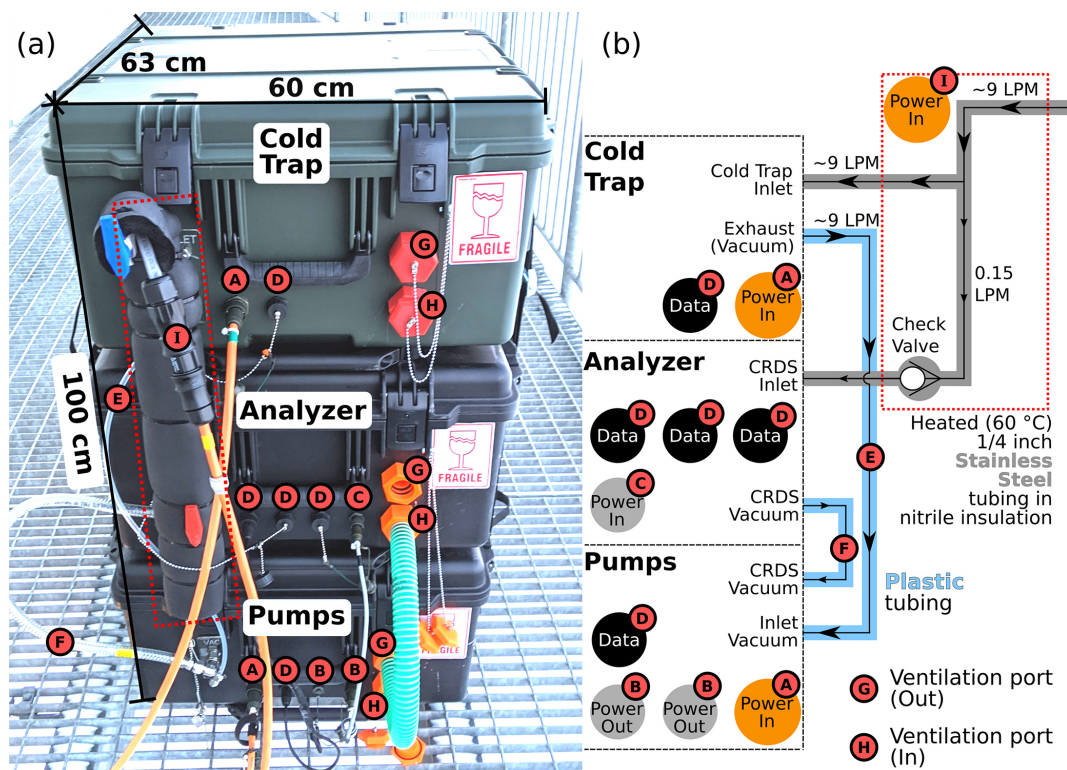 (a)
63 cm
60 cm
100 cm
Cold
Trap
FRAGILE
LET
G
H
A
D
I
E
Analyzer
FRAGILE
G
H
D
D
D
C
Pumps
F
VAC
A
D
B
B
G
H
FRAGILE
(b)
I
Power
In
~9 LPM
Cold
Trap
~9 LPM
Cold Trap
Inlet
Exhaust
(Vacuum)
~9 LPM
D
Data
A
Power
In
0.15
LPM
Check
Valve
Analyzer
CRDS
Inlet
D
Data
D
Data
D
Data
C
Power
In
E
Heated (60 °C)
1/4 inch
Stainless
Steel
tubing in
nitrile insulation
CRDS
Vacuum
F
Pumps
CRDS
Vacuum
Plastic
tubing
D
Data
Inlet
Vacuum
B
Power
Out
B
Power
Out
A
Power
In
G
Ventilation port
(Out)
H
Ventilation port
(In)